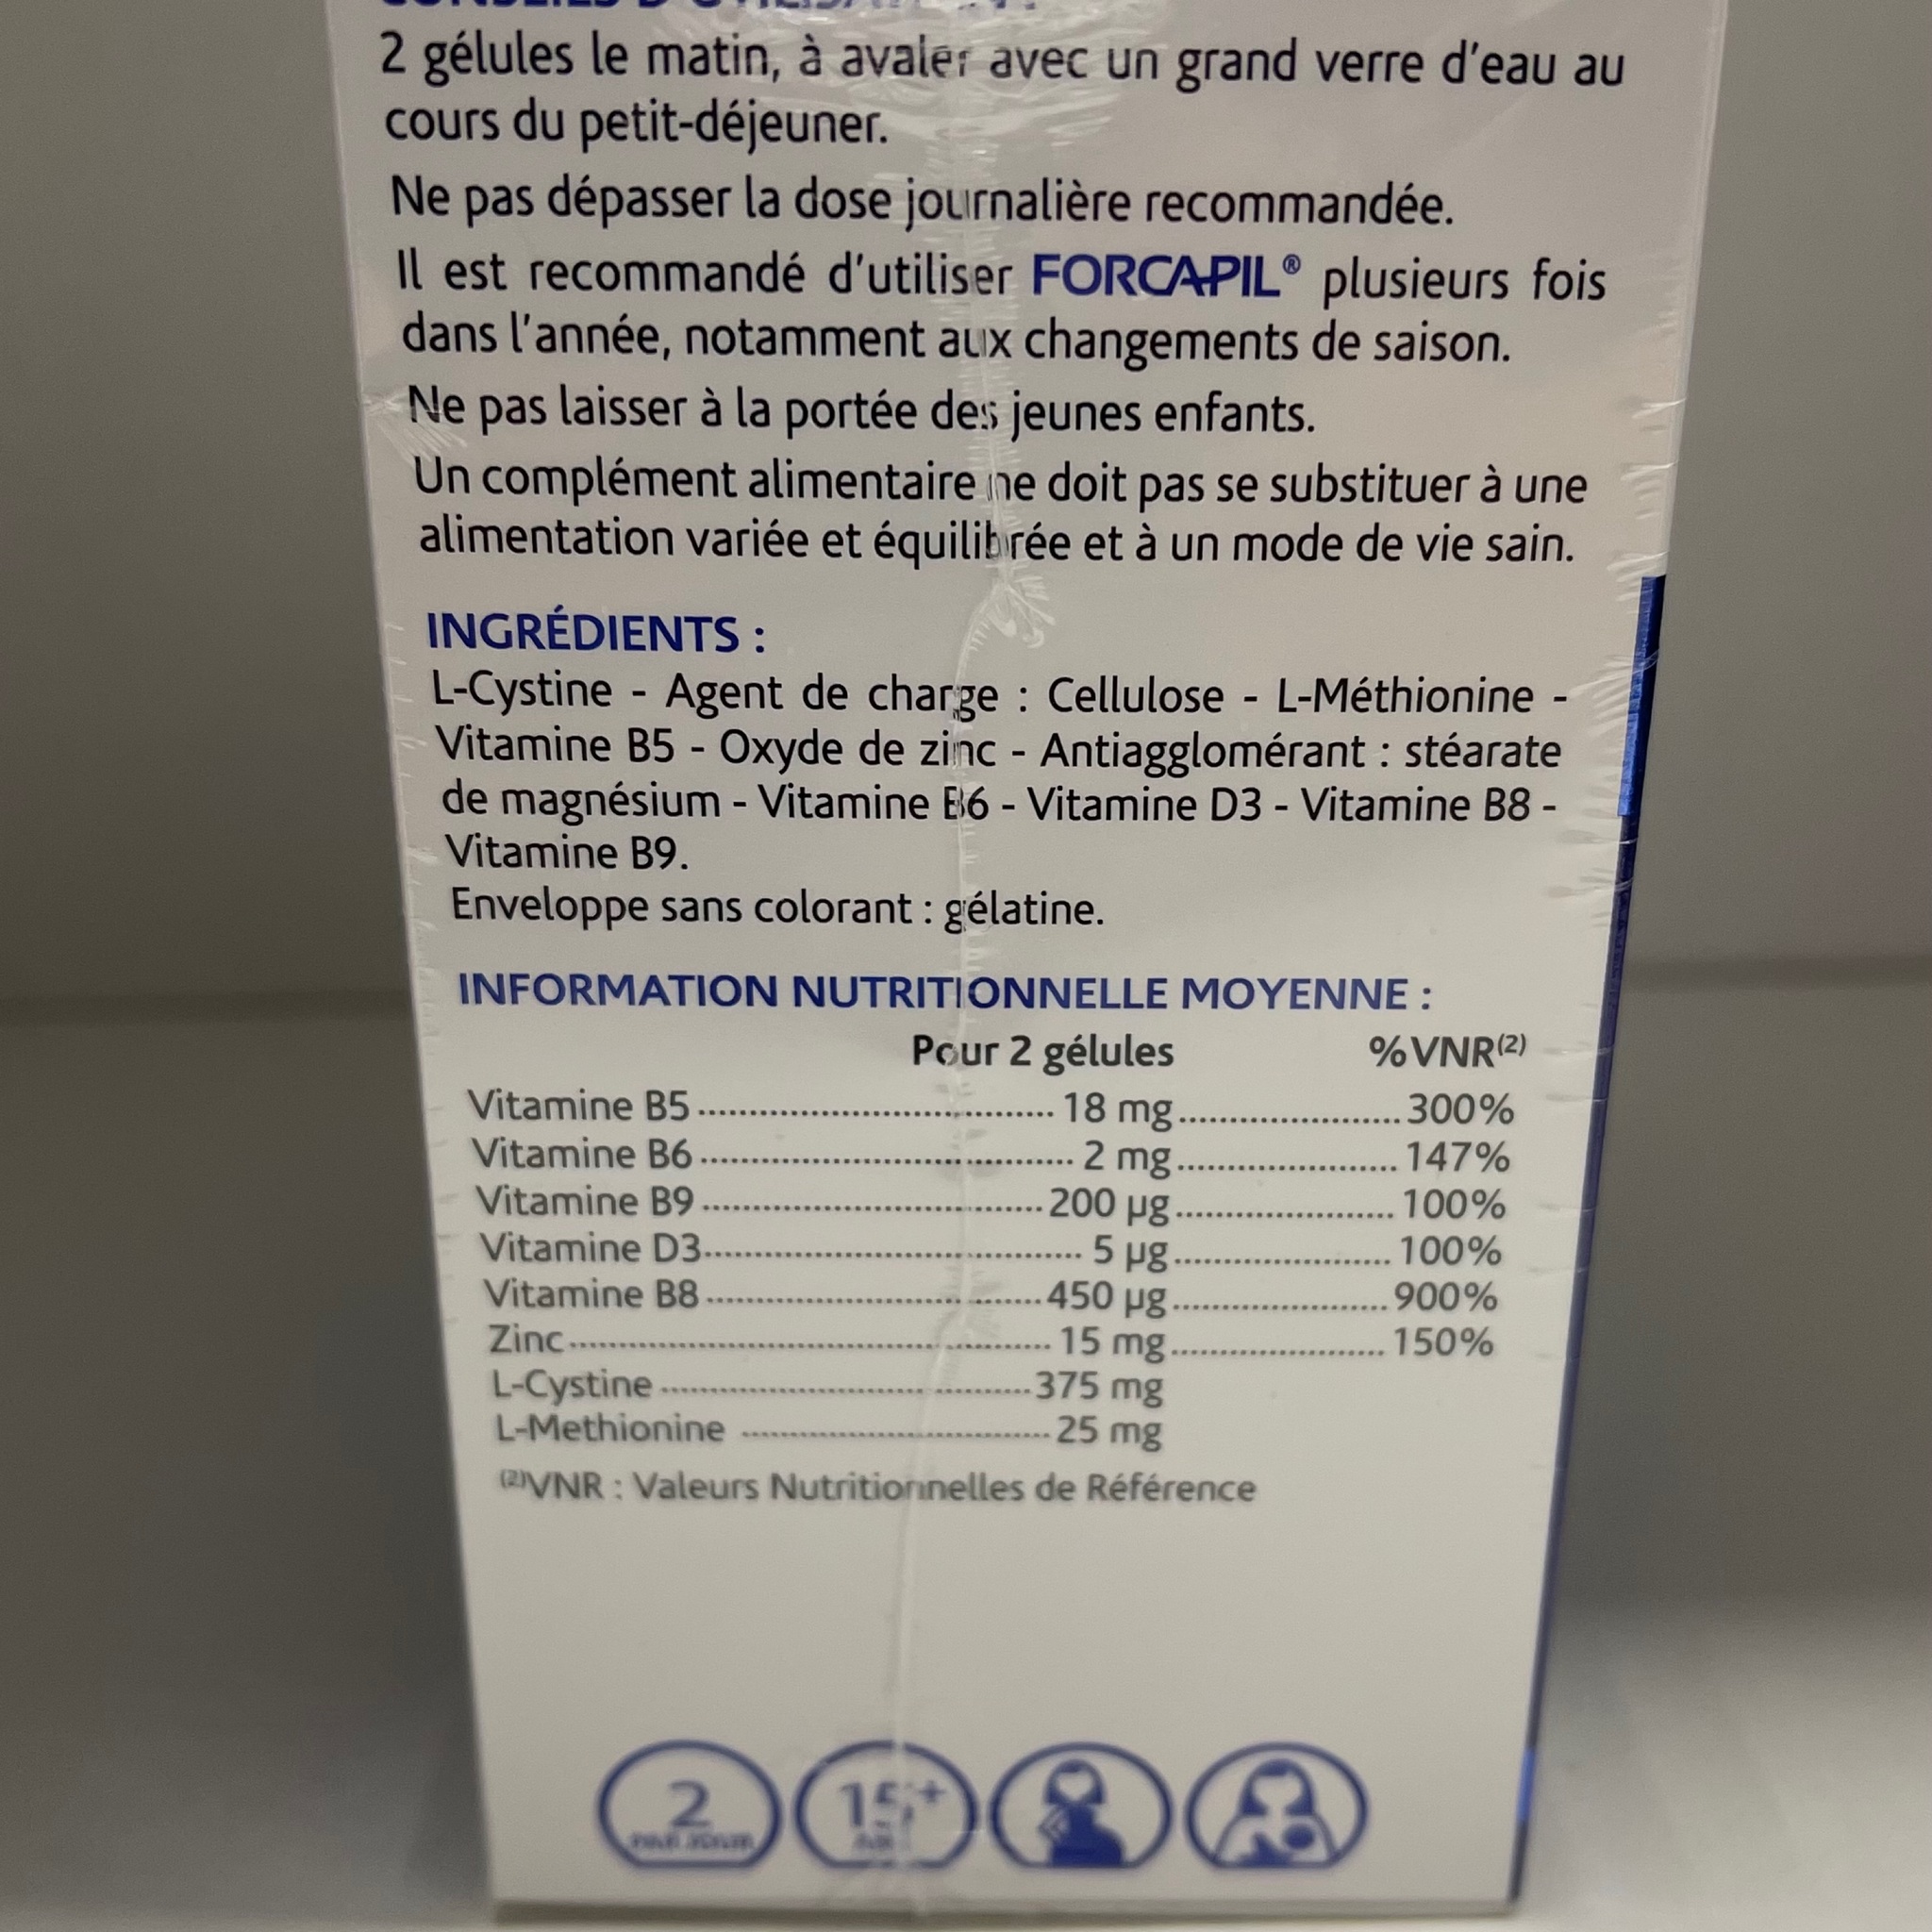 2 gélules le matin, à avaler avec un grand verre d'eau au
cours du petit-déjeuner.
Ne pas dépasser la dose journalière recommandée.
Il est recommandé d'utiliser FORCAPIL® plusieurs fois
dans l'année, notamment aux changements de saison.
Ne pas laisser à la portée des jeunes enfants.
Un complément alimentaire ne doit pas se substituer à une
alimentation variée et équilibrée et à un mode de vie sain.
INGRÉDIENTS :
L-Cystine - Agent de charge : Cellulose - L-Méthionine -
Vitamine B5 - Oxyde de zinc - Antiagglomérant : stéarate
de magnésium - Vitamine B6 - Vitamine D3 - Vitamine B8 -
Vitamine B9.
Enveloppe sans colorant : gélatine.
INFORMATION NUTRITIONNELLE MOYENNE :
Pour 2 gélules %VNR(2)
Vitamine B5 18 mg 300%
Vitamine B6 2 mg 147%
Vitamine B9 200 µg 100%
Vitamine D3 5 µg 100%
Vitamine B8 450 µg 900%
Zinc 15 mg 150%
L-Cystine 375 mg
L-Methionine 25 mg
(2)VNR : Valeurs Nutritionnelles de Référence
2 15+
PAR JOUR